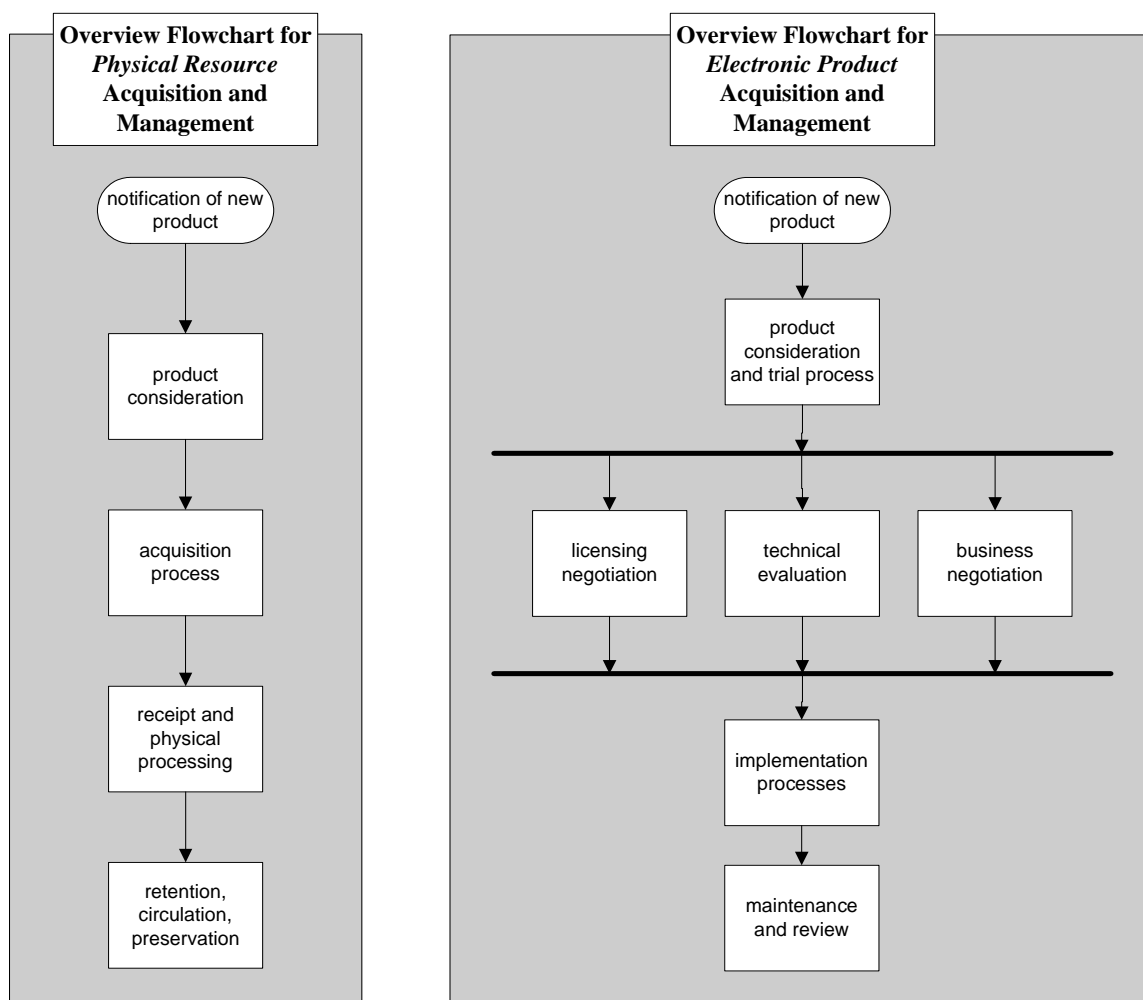 Overview Flowchart for
Physical Resource
Acquisition and
Management
notification of new
product
product
consideration
acquisition
process
receipt and
physical
processing
retention,
circulation,
preservation
Overview Flowchart for
Electronic Product
Acquisition and
Management
notification of new
product
product
consideration
and trial process
licensing
negotiation
technical
evaluation
business
negotiation
implementation
processes
maintenance
and review